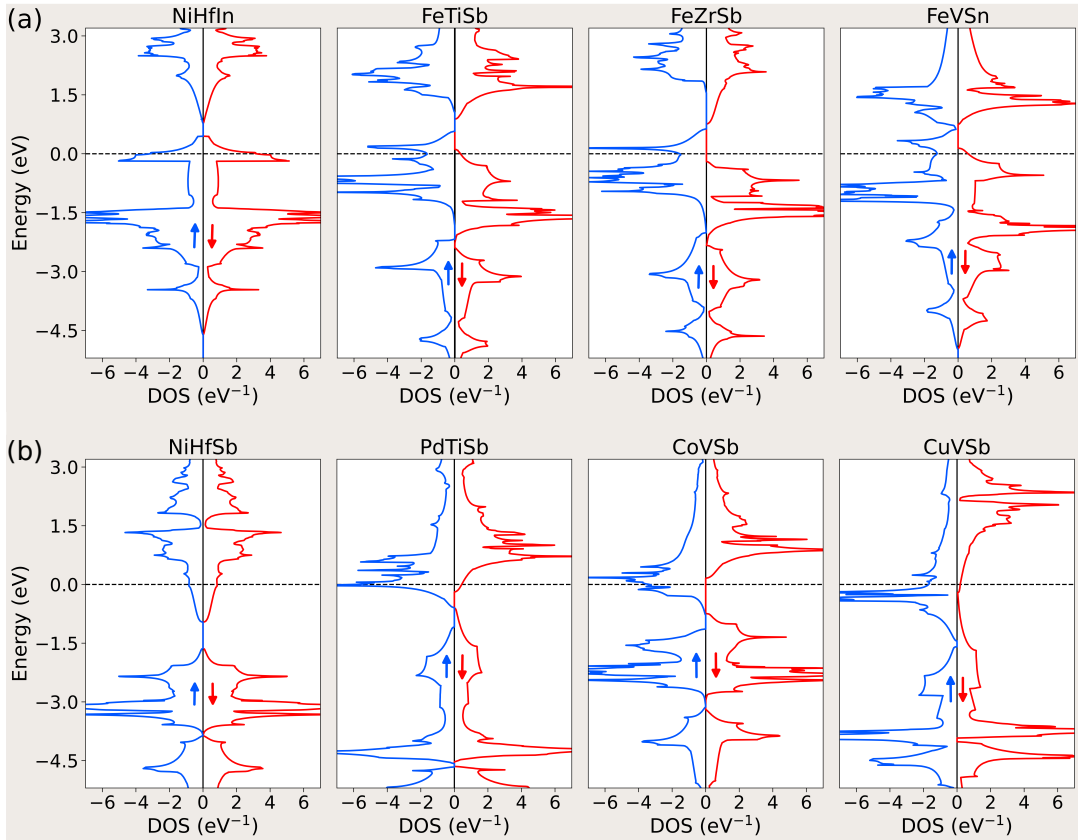 (a)
NiHfIn
FeTiSb
FeZrSb
FeVSn
Energy (eV)
3.0
1.5
0.0
−1.5
−3.0
−4.5
−6 −4 −2 0 2 4 6
−6 −4 −2 0 2 4 6
−6 −4 −2 0 2 4 6
−6 −4 −2 0 2 4 6
DOS (eV⁻¹)
DOS (eV⁻¹)
DOS (eV⁻¹)
DOS (eV⁻¹)
(b)
NiHfSb
PdTiSb
CoVSb
CuVSb
Energy (eV)
3.0
1.5
0.0
−1.5
−3.0
−4.5
−6 −4 −2 0 2 4 6
−6 −4 −2 0 2 4 6
−6 −4 −2 0 2 4 6
−6 −4 −2 0 2 4 6
DOS (eV⁻¹)
DOS (eV⁻¹)
DOS (eV⁻¹)
DOS (eV⁻¹)